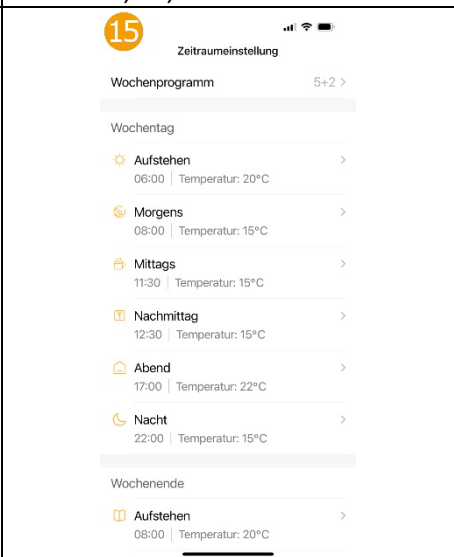 15
Zeitraumeinstellung
Wochenprogramm 5+2 >
Wochentag
Aufstehen >
06:00 | Temperatur: 20°C
Morgens >
08:00 | Temperatur: 15°C
Mittags >
11:30 | Temperatur: 15°C
Nachmittag >
12:30 | Temperatur: 15°C
Abend >
17:00 | Temperatur: 22°C
Nacht >
22:00 | Temperatur: 15°C
Wochenende
Aufstehen >
08:00 | Temperatur: 20°C